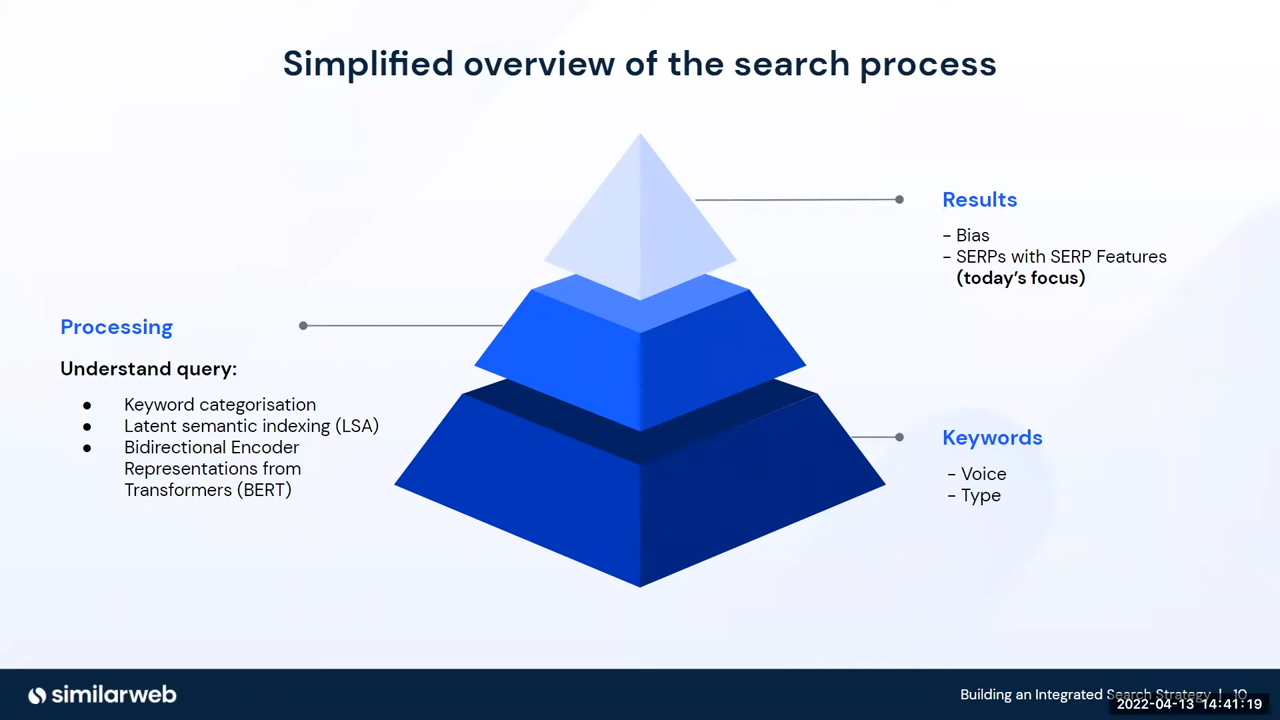 Simplified overview of the search process
Results
- Bias
- SERPs with SERP Features
(today's focus)
Processing
Understand query:
● Keyword categorisation
● Latent semantic indexing (LSA)
● Bidirectional Encoder
Representations from
Transformers (BERT)
Keywords
- Voice
- Type
similarweb
Building an Integrated Search Strategy | 10
2022-04-13 14:41:19